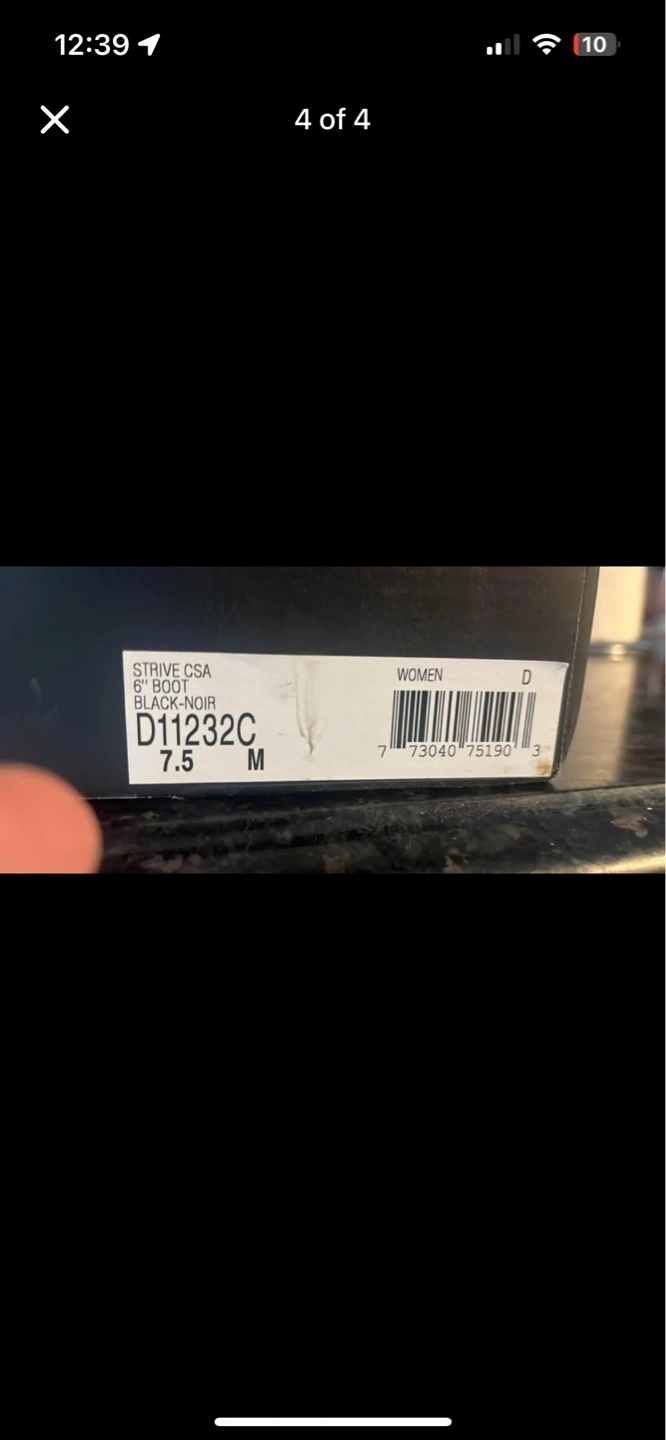 12:39
10
4 of 4
STRIVE CSA
6" BOOT
BLACK-NOIR
D11232C
7.5 M
WOMEN D
7 73040 75190 3